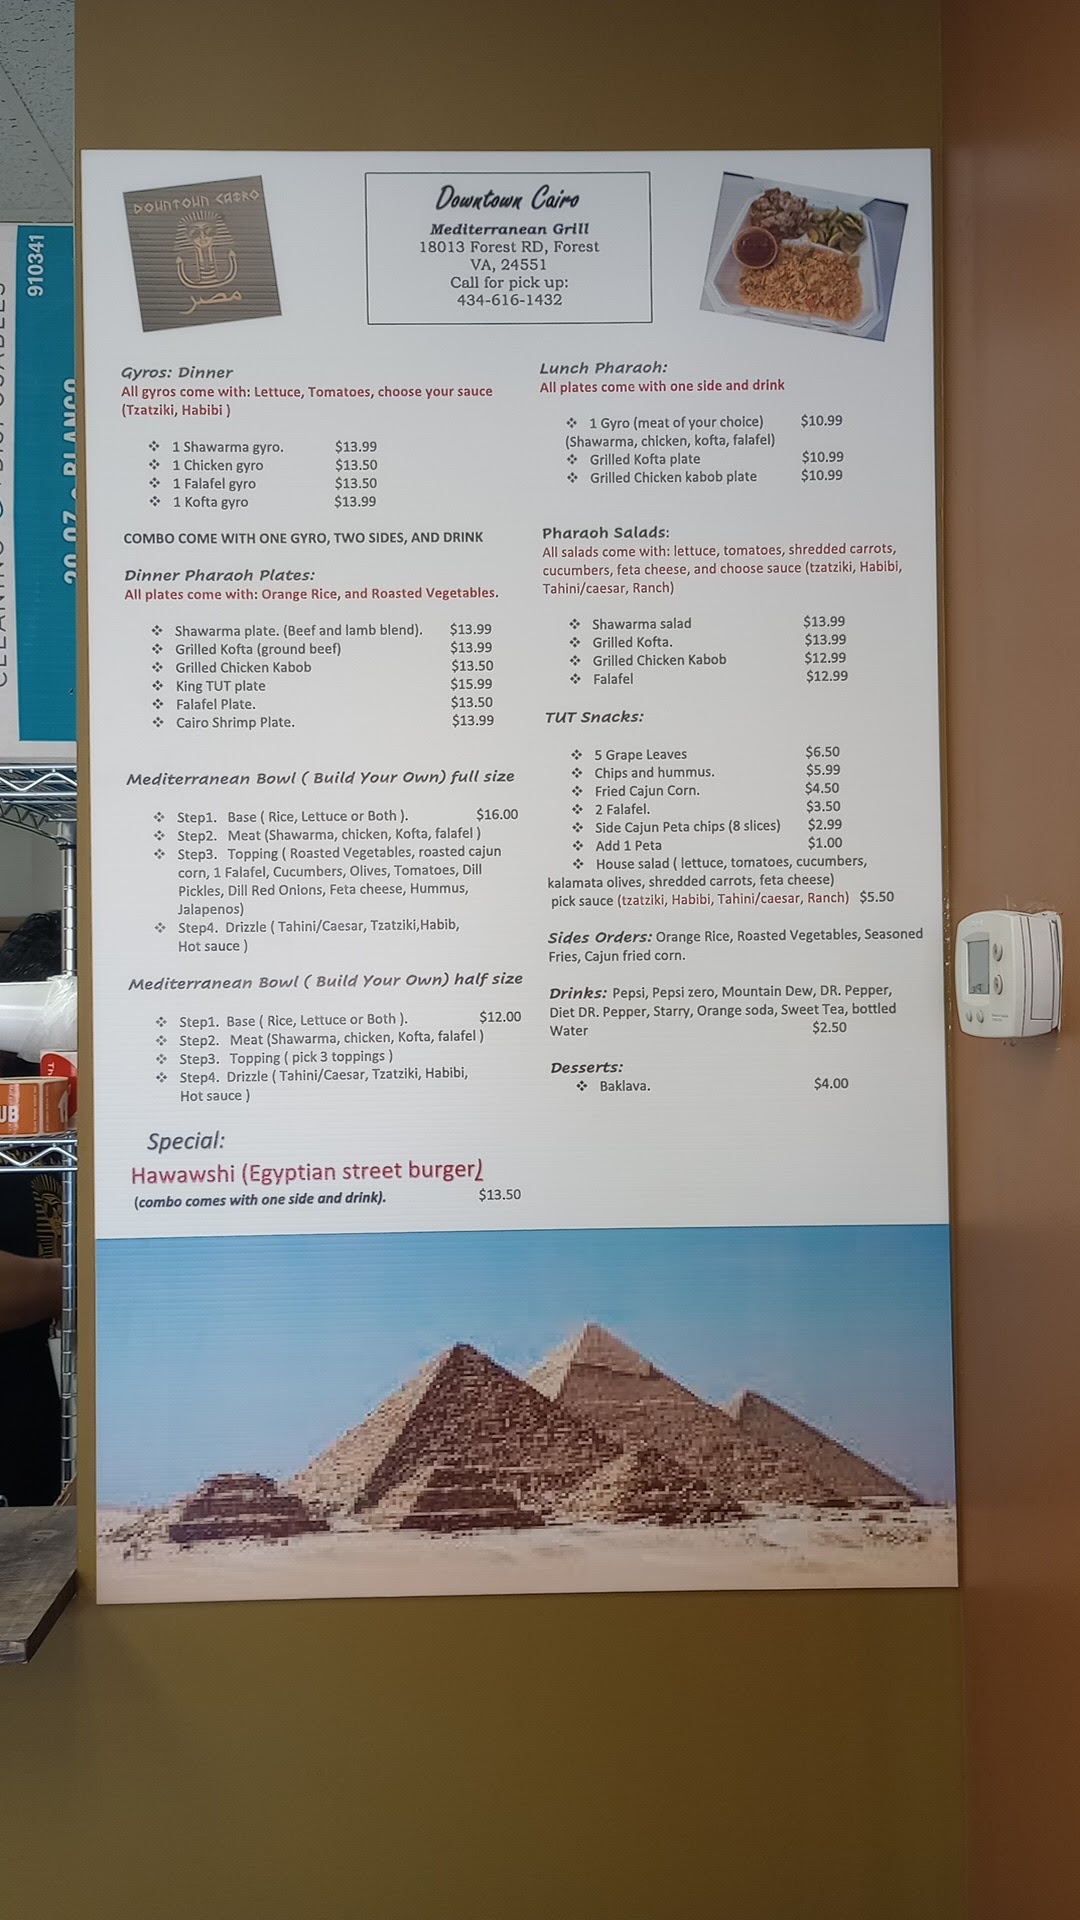 910341
DOWNTOWN CAIRO
مصر
Downtown Cairo
Mediterranean Grill
18013 Forest RD, Forest
VA, 24551
Call for pick up:
434-616-1432
Gyros: Dinner
All gyros come with: Lettuce, Tomatoes, choose your sauce
(Tzatziki, Habibi )
❖ 1 Shawarma gyro. $13.99
❖ 1 Chicken gyro $13.50
❖ 1 Falafel gyro $13.50
❖ 1 Kofta gyro $13.99
COMBO COME WITH ONE GYRO, TWO SIDES, AND DRINK
Dinner Pharaoh Plates:
All plates come with: Orange Rice, and Roasted Vegetables.
❖ Shawarma plate. (Beef and lamb blend). $13.99
❖ Grilled Kofta (ground beef) $13.99
❖ Grilled Chicken Kabob $13.50
❖ King TUT plate $15.99
❖ Falafel Plate. $13.50
❖ Cairo Shrimp Plate. $13.99
Mediterranean Bowl ( Build Your Own) full size
❖ Step1. Base ( Rice, Lettuce or Both ). $16.00
❖ Step2. Meat (Shawarma, chicken, Kofta, falafel )
❖ Step3. Topping ( Roasted Vegetables, roasted cajun
corn, 1 Falafel, Cucumbers, Olives, Tomatoes, Dill
Pickles, Dill Red Onions, Feta cheese, Hummus,
Jalapenos)
❖ Step4. Drizzle ( Tahini/Caesar, Tzatziki,Habib,
Hot sauce )
Mediterranean Bowl ( Build Your Own) half size
❖ Step1. Base ( Rice, Lettuce or Both ). $12.00
❖ Step2. Meat (Shawarma, chicken, Kofta, falafel )
❖ Step3. Topping ( pick 3 toppings )
❖ Step4. Drizzle ( Tahini/Caesar, Tzatziki, Habibi,
Hot sauce )
Special:
Hawawshi (Egyptian street burger)
(combo comes with one side and drink). $13.50
Lunch Pharaoh:
All plates come with one side and drink
❖ 1 Gyro (meat of your choice) $10.99
(Shawarma, chicken, kofta, falafel)
❖ Grilled Kofta plate $10.99
❖ Grilled Chicken kabob plate $10.99
Pharaoh Salads:
All salads come with: lettuce, tomatoes, shredded carrots,
cucumbers, feta cheese, and choose sauce (tzatziki, Habibi,
Tahini/caesar, Ranch)
❖ Shawarma salad $13.99
❖ Grilled Kofta. $13.99
❖ Grilled Chicken Kabob $12.99
❖ Falafel $12.99
TUT Snacks:
❖ 5 Grape Leaves $6.50
❖ Chips and hummus. $5.99
❖ Fried Cajun Corn. $4.50
❖ 2 Falafel. $3.50
❖ Side Cajun Peta chips (8 slices) $2.99
❖ Add 1 Peta $1.00
❖ House salad ( lettuce, tomatoes, cucumbers,
kalamata olives, shredded carrots, feta cheese)
pick sauce (tzatziki, Habibi, Tahini/caesar, Ranch) $5.50
Sides Orders: Orange Rice, Roasted Vegetables, Seasoned
Fries, Cajun fried corn.
Drinks: Pepsi, Pepsi zero, Mountain Dew, DR. Pepper,
Diet DR. Pepper, Starry, Orange soda, Sweet Tea, bottled
Water $2.50
Desserts:
❖ Baklava. $4.00